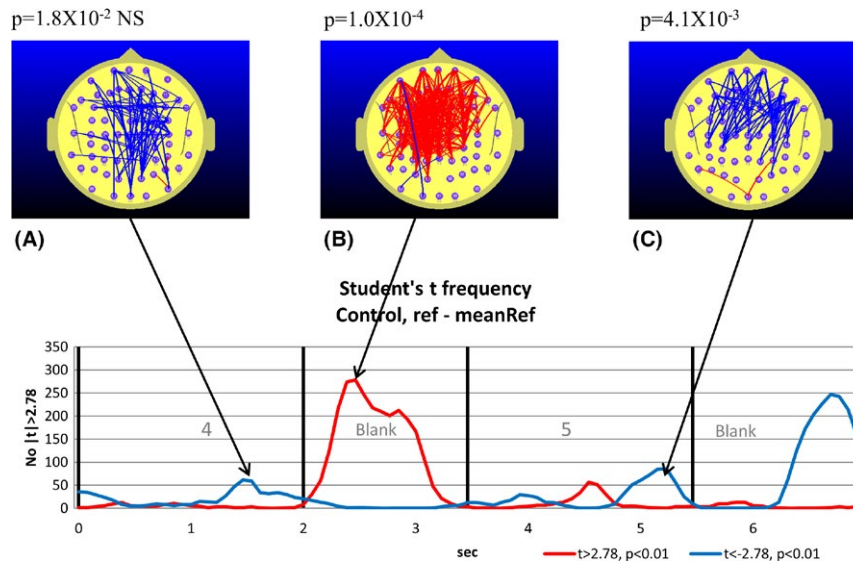 p=1.8X10-2 NS
p=1.0X10-4
p=4.1X10-3
(A)
(B)
(C)
Student's t frequency
Control, ref - meanRef
No |t|>2.78
350
300
250
200
150
100
50
0
4
Blank
5
Blank
0
1
2
3
4
5
6
sec
t>2.78, p<0.01
t<-2.78, p<0.01